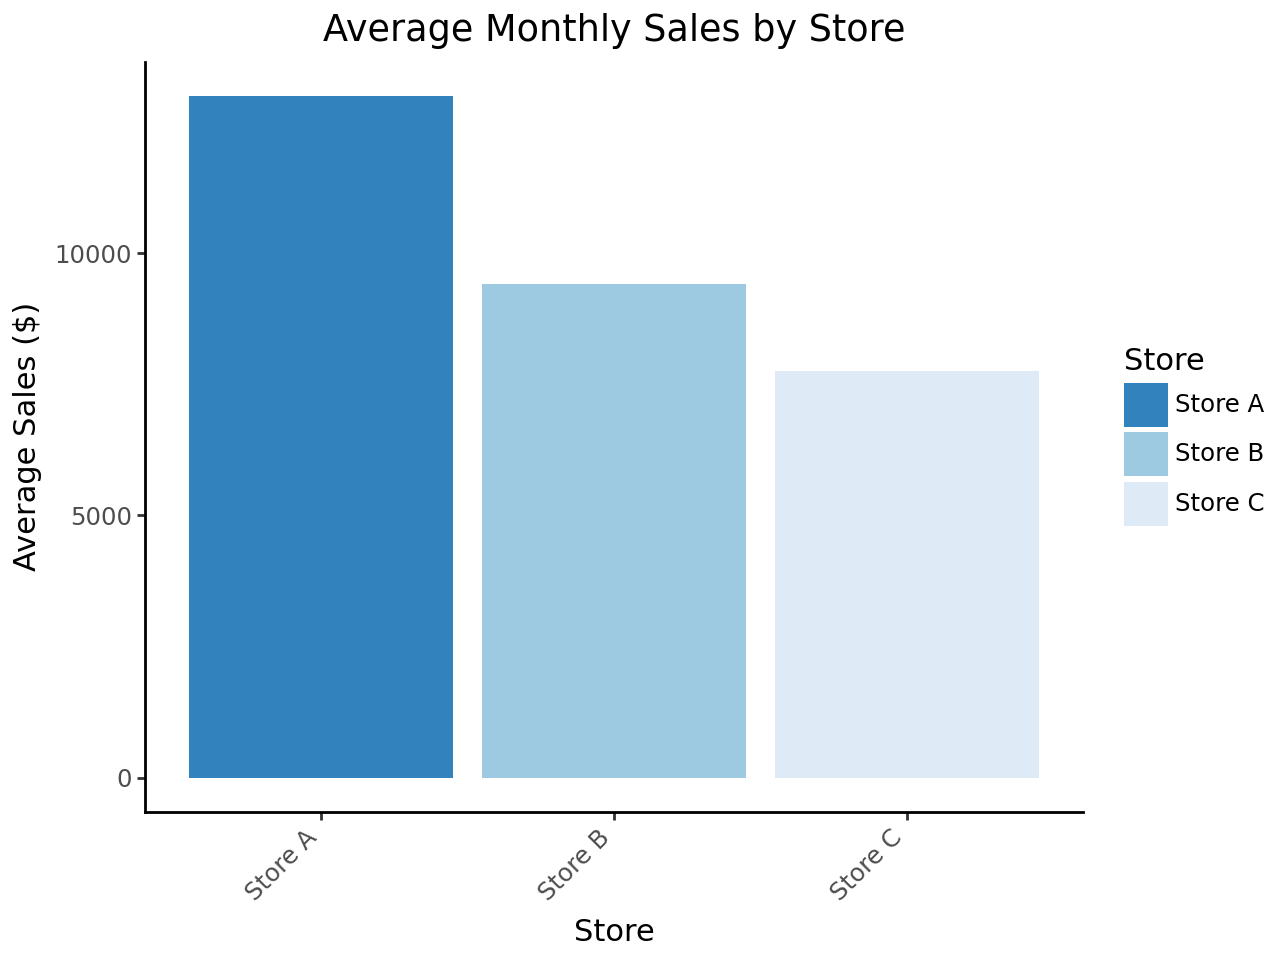 Average Monthly Sales by Store
Average Sales ($)
10000
5000
0
Store A
Store B
Store C
Store
Store
Store A
Store B
Store C